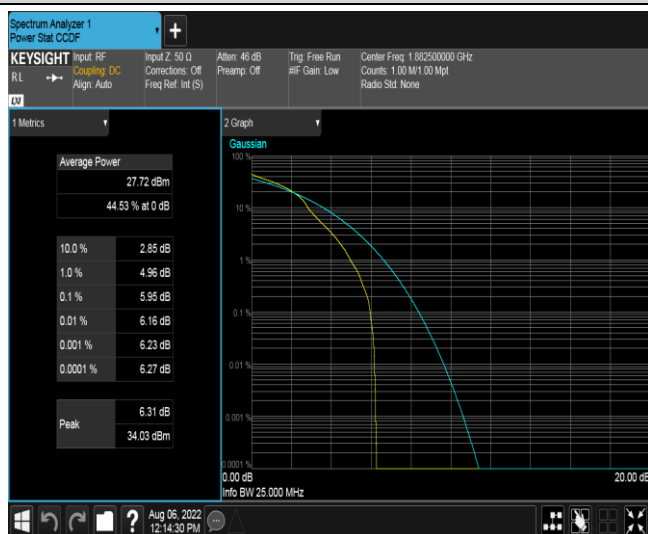 Spectrum Analyzer 1
Power Stat CCDF
KEYSIGHT
RL
LXI
Input: RF
Coupling: DC
Align: Auto
Input Z: 50 Ω
Corrections: Off
Freq Ref: Int (S)
Atten: 46 dB
Preamp: Off
Trig: Free Run
#IF Gain: Low
Center Freq: 1.882500000 GHz
Counts: 1.00 M/1.00 Mpt
Radio Std: None
1 Metrics
Average Power
27.72 dBm
44.53 % at 0 dB
10.0 % 2.85 dB
1.0 % 4.96 dB
0.1 % 5.95 dB
0.01 % 6.16 dB
0.001 % 6.23 dB
0.0001 % 6.27 dB
Peak
6.31 dB
34.03 dBm
2 Graph
Gaussian
100 %
10 %
1 %
0.1 %
0.01 %
0.001 %
0.0001 %
0.00 dB
20.00 dB
Info BW 25.000 MHz
?
Aug 06, 2022
12:14:30 PM